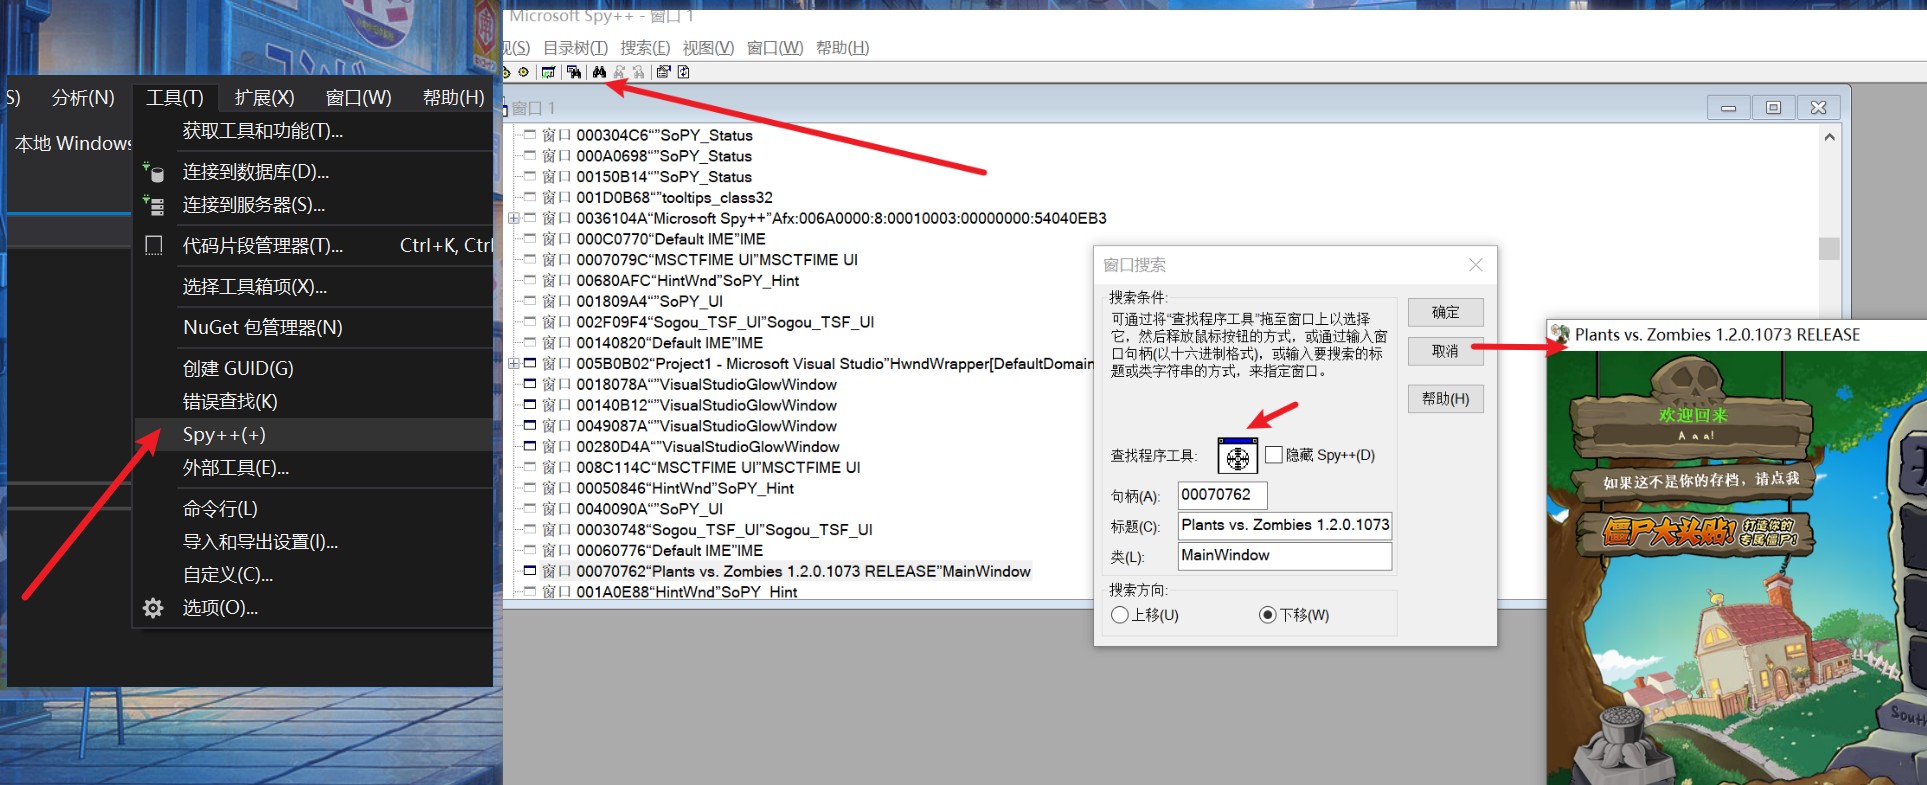 S)
分析(N)
工具(T)
扩展(X)
窗口(W)
帮助(H)
本地 Windows
获取工具和功能(T)...
连接到数据库(D)...
连接到服务器(S)...
代码片段管理器(T)...
Ctrl+K, Ctrl
选择工具箱项(X)...
NuGet 包管理器(N)
创建 GUID(G)
错误查找(K)
Spy++(+)
外部工具(E)...
命令行(L)
导入和导出设置(I)...
自定义(C)...
选项(O)...
Microsoft Spy++ - 窗口 1
视(S) 目录树(T) 搜索(E) 视图(V) 窗口(W) 帮助(H)
窗口 1
窗口 000304C6“”SoPY_Status
窗口 000A0698“”SoPY_Status
窗口 00150B14“”SoPY_Status
窗口 001D0B68“”tooltips_class32
窗口 0036104A“Microsoft Spy++”Afx:006A0000:8:00010003:00000000:54040EB3
窗口 000C0770“Default IME”IME
窗口 0007079C“MSCTFIME UI”MSCTFIME UI
窗口 00680AFC“HintWnd”SoPY_Hint
窗口 001809A4“”SoPY_UI
窗口 002F09F4“Sogou_TSF_UI”Sogou_TSF_UI
窗口 00140820“Default IME”IME
窗口 005B0B02“Project1 - Microsoft Visual Studio”HwndWrapper[DefaultDomain
窗口 0018078A“”VisualStudioGlowWindow
窗口 00140B12“”VisualStudioGlowWindow
窗口 0049087A“”VisualStudioGlowWindow
窗口 00280D4A“”VisualStudioGlowWindow
窗口 008C114C“MSCTFIME UI”MSCTFIME UI
窗口 00050846“HintWnd”SoPY_Hint
窗口 0040090A“”SoPY_UI
窗口 00030748“Sogou_TSF_UI”Sogou_TSF_UI
窗口 00060776“Default IME”IME
窗口 00070762“Plants vs. Zombies 1.2.0.1073 RELEASE”MainWindow
窗口 001A0E88“HintWnd”SoPY_Hint
窗口搜索
搜索条件:
可通过将“查找程序工具”拖至窗口上以选择
它，然后释放鼠标按钮的方式，或通过输入窗
口句柄(以十六进制格式)，或输入要搜索的标
题或类字符串的方式，来指定窗口。
确定
取消
帮助(H)
查找程序工具:
隐藏 Spy++(D)
句柄(A): 00070762
标题(C): Plants vs. Zombies 1.2.0.1073
类(L): MainWindow
搜索方向:
上移(U)
下移(W)
Plants vs. Zombies 1.2.0.1073 RELEASE
欢迎回来
Aaa!
如果这不是你的存档，请点我
僵尸大头贴!
打造你的
专属僵尸!
South